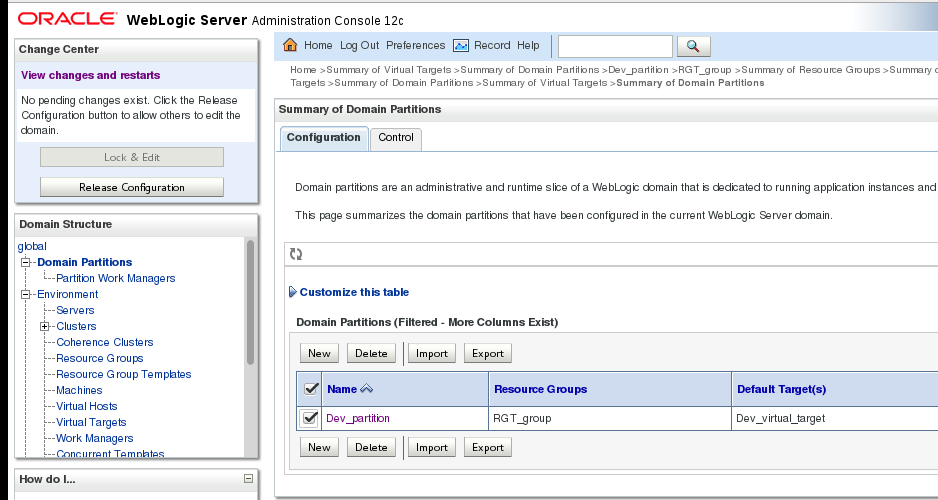 ORACLE WebLogic Server Administration Console 12c
Change Center
View changes and restarts
No pending changes exist. Click the Release
Configuration button to allow others to edit the
domain.
Lock & Edit
Release Configuration
Domain Structure
global
Domain Partitions
Partition Work Managers
Environment
Servers
Clusters
Coherence Clusters
Resource Groups
Resource Group Templates
Machines
Virtual Hosts
Virtual Targets
Work Managers
Concurrent Templates
How do I...
Home Log Out Preferences Record Help
Home >Summary of Virtual Targets >Summary of Domain Partitions >Dev_partition >RGT_group >Summary of Resource Groups >Summary
Targets >Summary of Domain Partitions >Summary of Virtual Targets >Summary of Domain Partitions
Summary of Domain Partitions
Configuration Control
Domain partitions are an administrative and runtime slice of a WebLogic domain that is dedicated to running application instances and
This page summarizes the domain partitions that have been configured in the current WebLogic Server domain.
Customize this table
Domain Partitions (Filtered - More Columns Exist)
New Delete Import Export
Name Resource Groups Default Target(s)
Dev_partition RGT_group Dev_virtual_target
New Delete Import Export